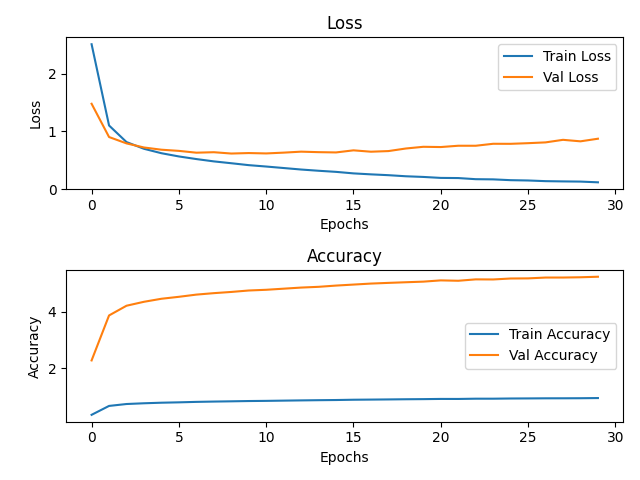 Loss
Train Loss
Val Loss
2
1
0
Loss
0 5 10 15 20 25 30
Epochs
Accuracy
4
2
Accuracy
Train Accuracy
Val Accuracy
0 5 10 15 20 25 30
Epochs